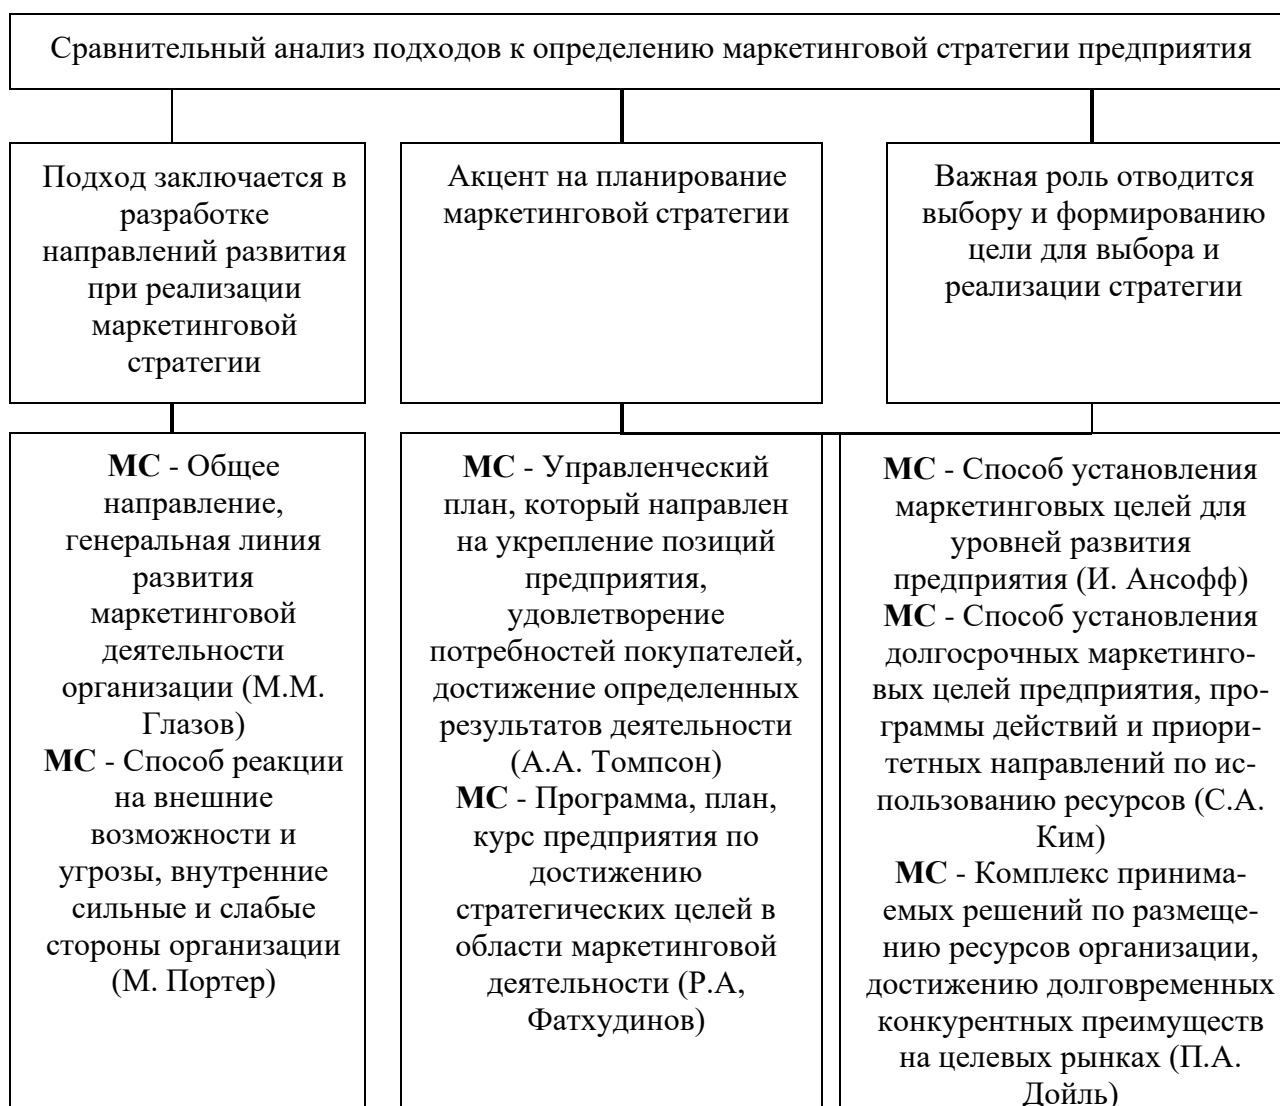 Сравнительный анализ подходов к определению маркетинговой стратегии предприятия
Подход заключается в
разработке
направлений развития
при реализации
маркетинговой
стратегии
Акцент на планирование
маркетинговой стратегии
Важная роль отводится
выбору и формированию
цели для выбора и
реализации стратегии
МС - Общее
направление,
генеральная линия
развития
маркетинговой
деятельности
организации (М.М.
Глазов)
МС - Способ реакции
на внешние
возможности и
угрозы, внутренние
сильные и слабые
стороны организации
(М. Портер)
МС - Управленческий
план, который направлен
на укрепление позиций
предприятия,
удовлетворение
потребностей покупателей,
достижение определенных
результатов деятельности
(А.А. Томпсон)
МС - Программа, план,
курс предприятия по
достижению
стратегических целей в
области маркетинговой
деятельности (Р.А,
Фатхудинов)
МС - Способ установления
маркетинговых целей для
уровней развития
предприятия (И. Ансофф)
МС - Способ установления
долгосрочных маркетинго-
вых целей предприятия, про-
граммы действий и приори-
тетных направлений по ис-
пользованию ресурсов (С.А.
Ким)
МС - Комплекс принима-
емых решений по размеще-
нию ресурсов организации,
достижению долговременных
конкурентных преимуществ
на целевых рынках (П.А.
Дойль)